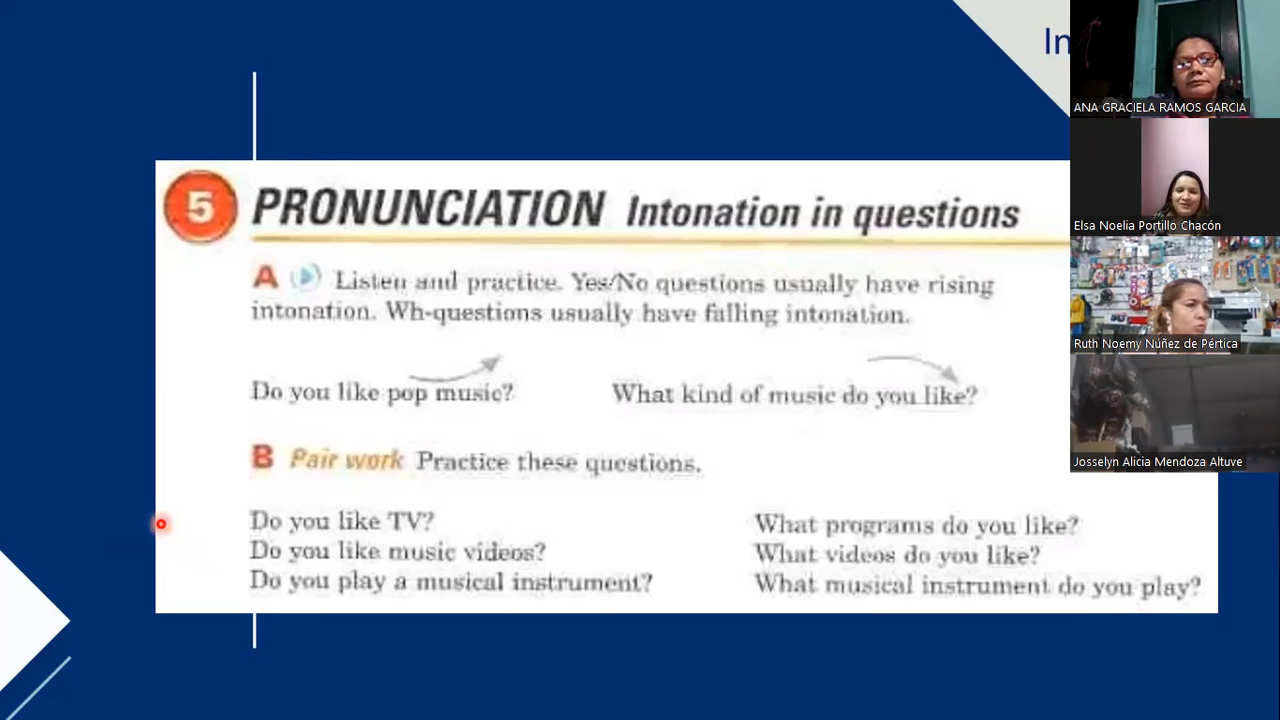 In
5 PRONUNCIATION Intonation in questions
A Listen and practice. Yes/No questions usually have rising
intonation. Wh-questions usually have falling intonation.
Do you like pop music? What kind of music do you like?
B Pair work Practice these questions.
Do you like TV? What programs do you like?
Do you like music videos? What videos do you like?
Do you play a musical instrument? What musical instrument do you play?
ANA GRACIELA RAMOS GARCIA
Elsa Noelia Portillo Chacón
Ruth Noemy Núñez de Pértica
Josselyn Alicia Mendoza Altuve